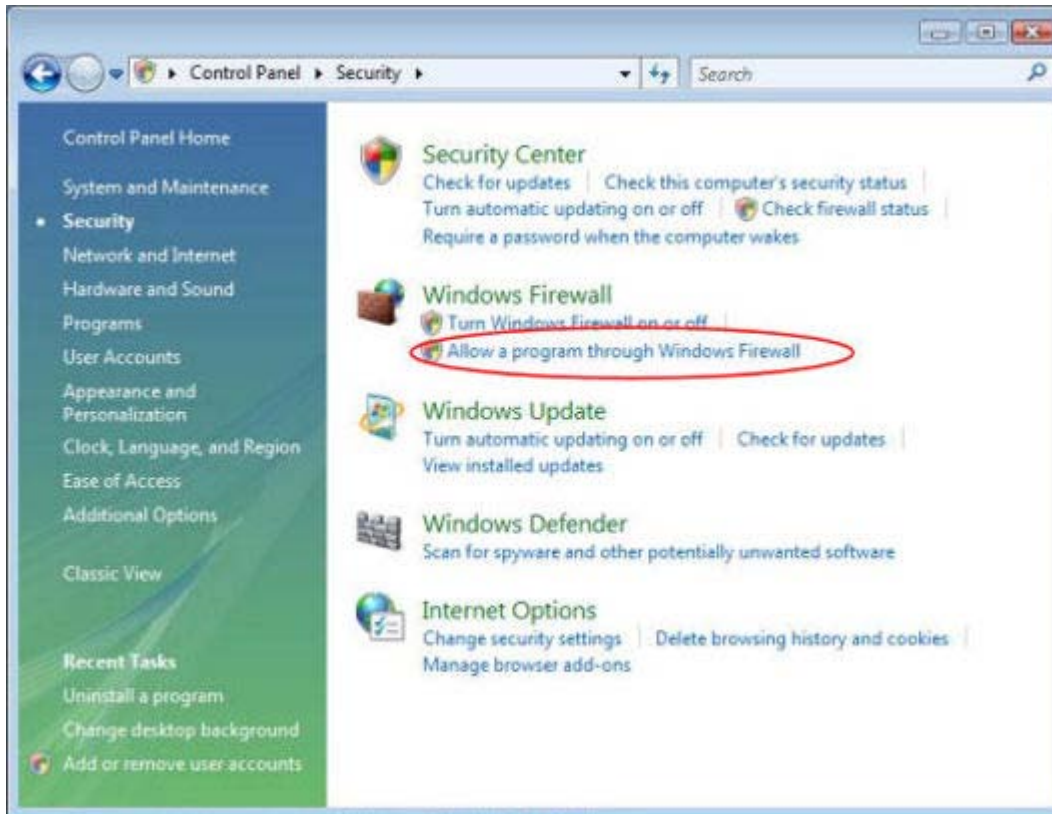 Control Panel Security
Search
Control Panel Home
System and Maintenance
Security
Network and Internet
Hardware and Sound
Programs
User Accounts
Appearance and
Personalization
Clock, Language, and Region
Ease of Access
Additional Options
Classic View
Recent Tasks
Uninstall a program
Change desktop background
Add or remove user accounts
Security Center
Check for updates Check this computer's security status
Turn automatic updating on or off Check firewall status
Require a password when the computer wakes
Windows Firewall
Turn Windows Firewall on or off
Allow a program through Windows Firewall
Windows Update
Turn automatic updating on or off Check for updates
View installed updates
Windows Defender
Scan for spyware and other potentially unwanted software
Internet Options
Change security settings Delete browsing history and cookies
Manage browser add-ons